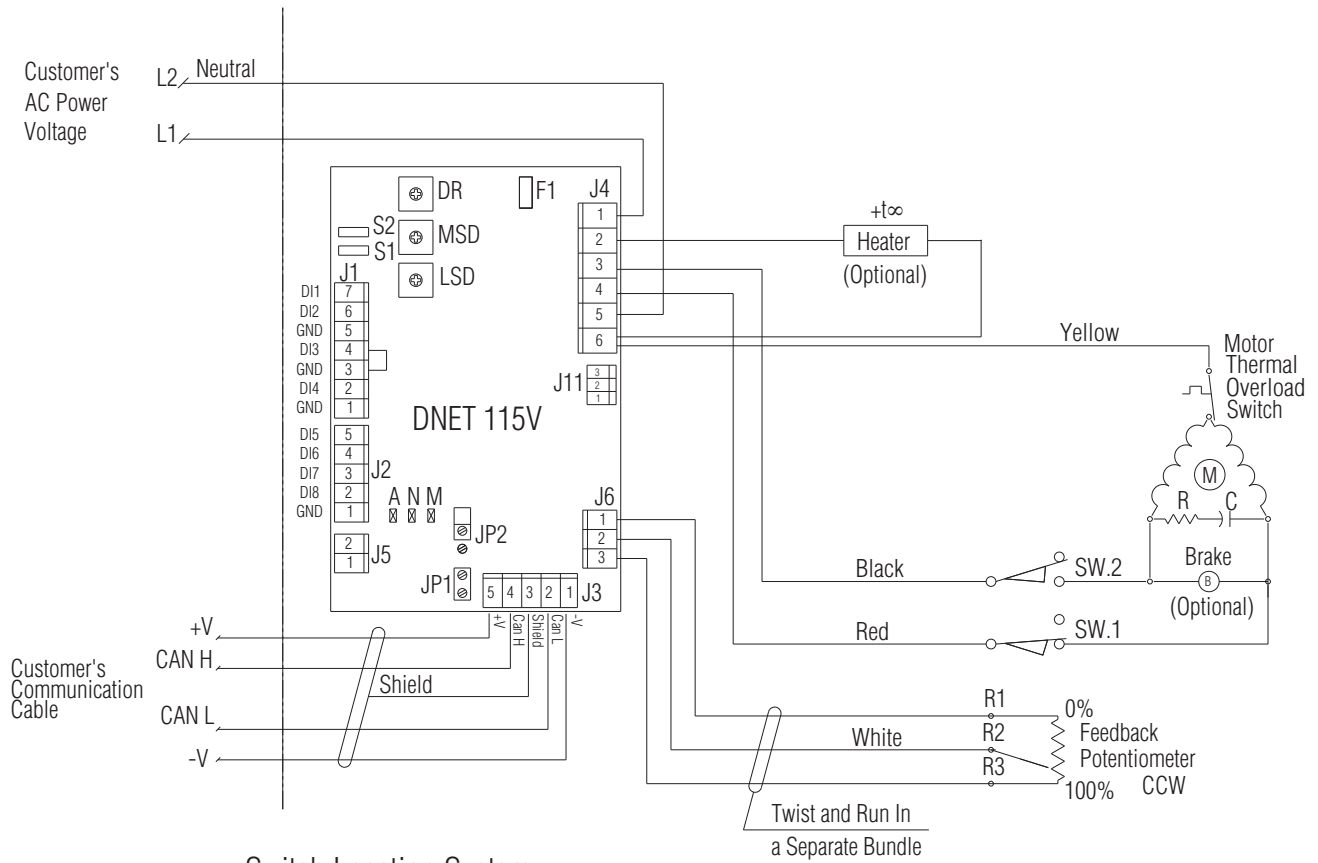 Customer's
AC Power
Voltage
L2
Neutral
L1
DR
F1
J4
S2
MSD
S1
LSD
J1
DI1 7
DI2 6
GND 5
DI3 4
GND 3
DI4 2
GND 1
DI5 5
DI6 4
DI7 3
DI8 2
GND 1
J2
2
1
J5
1
2
3
4
5
6
J11
3
2
1
DNET 115V
A N M
JP2
JP1
J6
1
2
3
5 4 3 2 1
J3
+V
Can H
Shield
Can L
-V
+t∞
Heater
(Optional)
Yellow
Motor
Thermal
Overload
Switch
M
R
C
Brake
B
(Optional)
Black
SW.2
Red
SW.1
Customer's
Communication
Cable
+V
CAN H
Shield
CAN L
-V
R1
0%
White
R2
Feedback
Potentiometer
CCW
R3
100%
Twist and Run In
a Separate Bundle